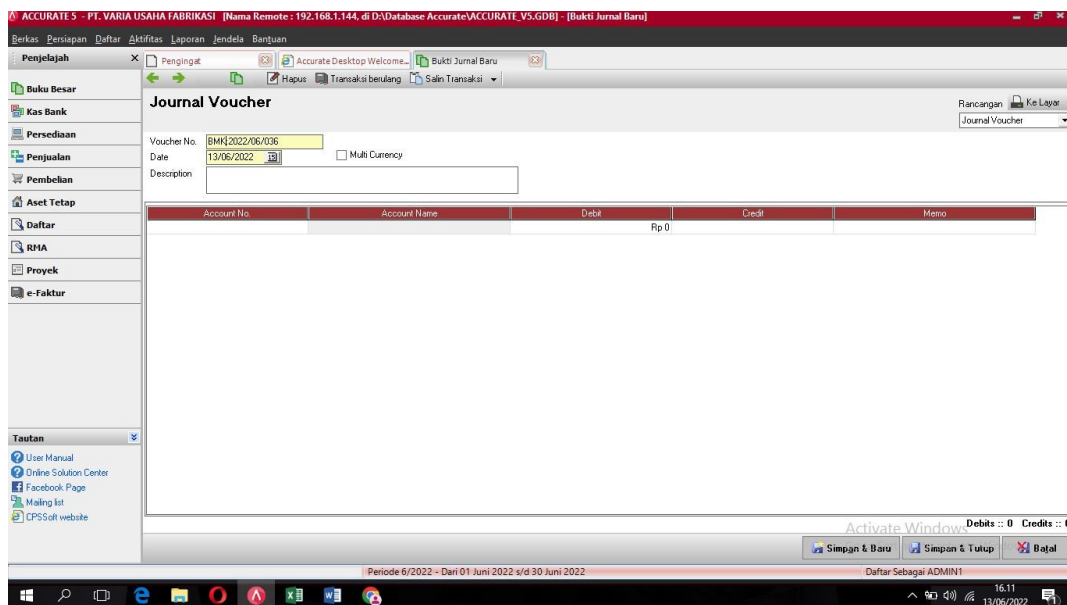 ACCURATE 5 - PT. VARIA USAHA FABRIKASI [Nama Remote : 192.168.1.144, di D:\Database Accurate\ACCURATE_V5.GDB] - [Bukti Jurnal Baru]
Berkas Persiapan Daftar Aktifitas Laporan Jendela Bantuan
Penjelajah X Pengingat Accurate Desktop Welcome... Bukti Jurnal Baru
Hapus Transaksi berulang Salin Transaksi
Buku Besar
Kas Bank
Persediaan
Penjualan
Pembelian
Aset Tetap
Daftar
RMA
Proyek
e-Faktur
Journal Voucher
Rancangan Ke Layar
Journal Voucher
Voucher No. BMK2022/06/036
Date 13/06/2022 15 Multi Currency
Description
Account No. Account Name Debit Credit Memo
Rp 0
Tautan
User Manual
Online Solution Center
Facebook Page
Mailing list
CPSSoft website
Activate Windows
Debits :: 0 Credits :: 0
Simpan & Baru Simpan & Tutup Batal
Periode 6/2022 - Dari 01 Juni 2022 s/d 30 Juni 2022 Daftar Sebagai ADMIN1
16.11
13/06/2022